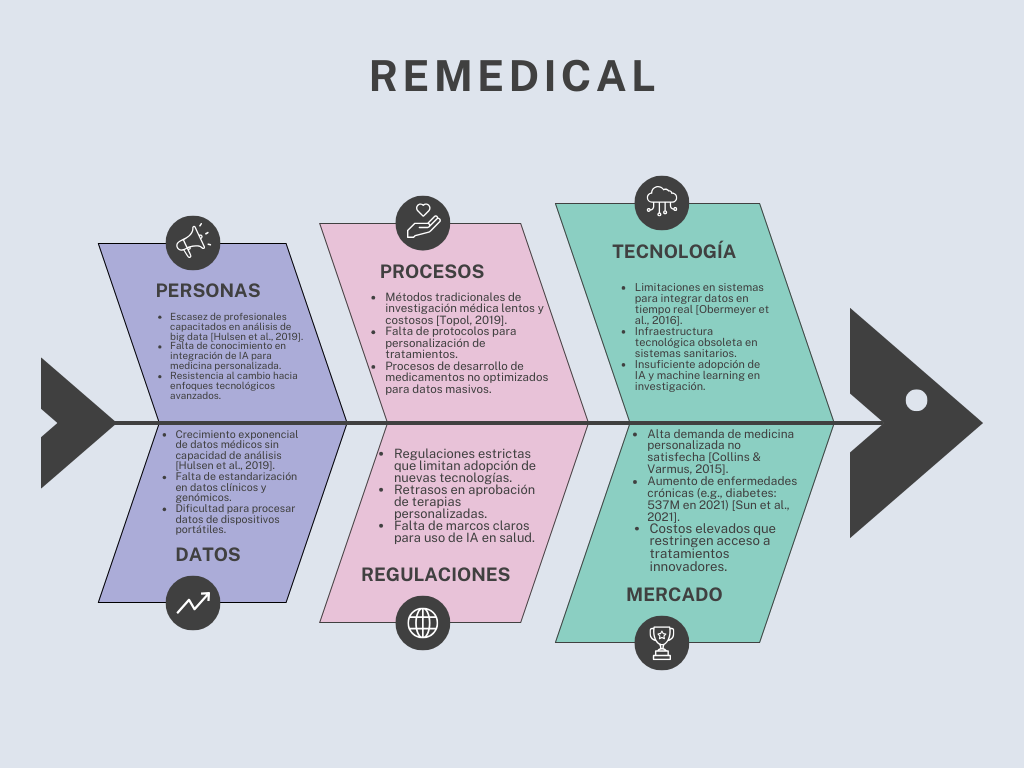 REMEDICAL
PERSONAS
• Escasez de profesionales
capacitados en análisis de
big data [Hulsen et al., 2019].
• Falta de conocimiento en
integración de IA para
medicina personalizada.
• Resistencia al cambio hacia
enfoques tecnológicos
avanzados.
PROCESOS
• Métodos tradicionales de
investigación médica lentos y
costosos [Topol, 2019].
• Falta de protocolos para
personalización de
tratamientos.
• Procesos de desarrollo de
medicamentos no optimizados
para datos masivos.
TECNOLOGÍA
• Limitaciones en sistemas
para integrar datos en
tiempo real [Obermeyer et
al., 2016].
• Infraestructura
tecnológica obsoleta en
sistemas sanitarios.
• Insuficiente adopción de
IA y machine learning en
investigación.
• Crecimiento exponencial
de datos médicos sin
capacidad de análisis
[Hulsen et al., 2019].
• Falta de estandarización
en datos clínicos y
genómicos.
• Dificultad para procesar
datos de dispositivos
portátiles.
DATOS
• Regulaciones estrictas
que limitan adopción de
nuevas tecnologías.
• Retrasos en aprobación
de terapias
personalizadas.
• Falta de marcos claros
para uso de IA en salud.
REGULACIONES
• Alta demanda de medicina
personalizada no
satisfecha [Collins &
Varmus, 2015].
• Aumento de enfermedades
crónicas (e.g., diabetes:
537M en 2021) [Sun et al.,
2021].
• Costos elevados que
restringen acceso a
tratamientos
innovadores.
MERCADO